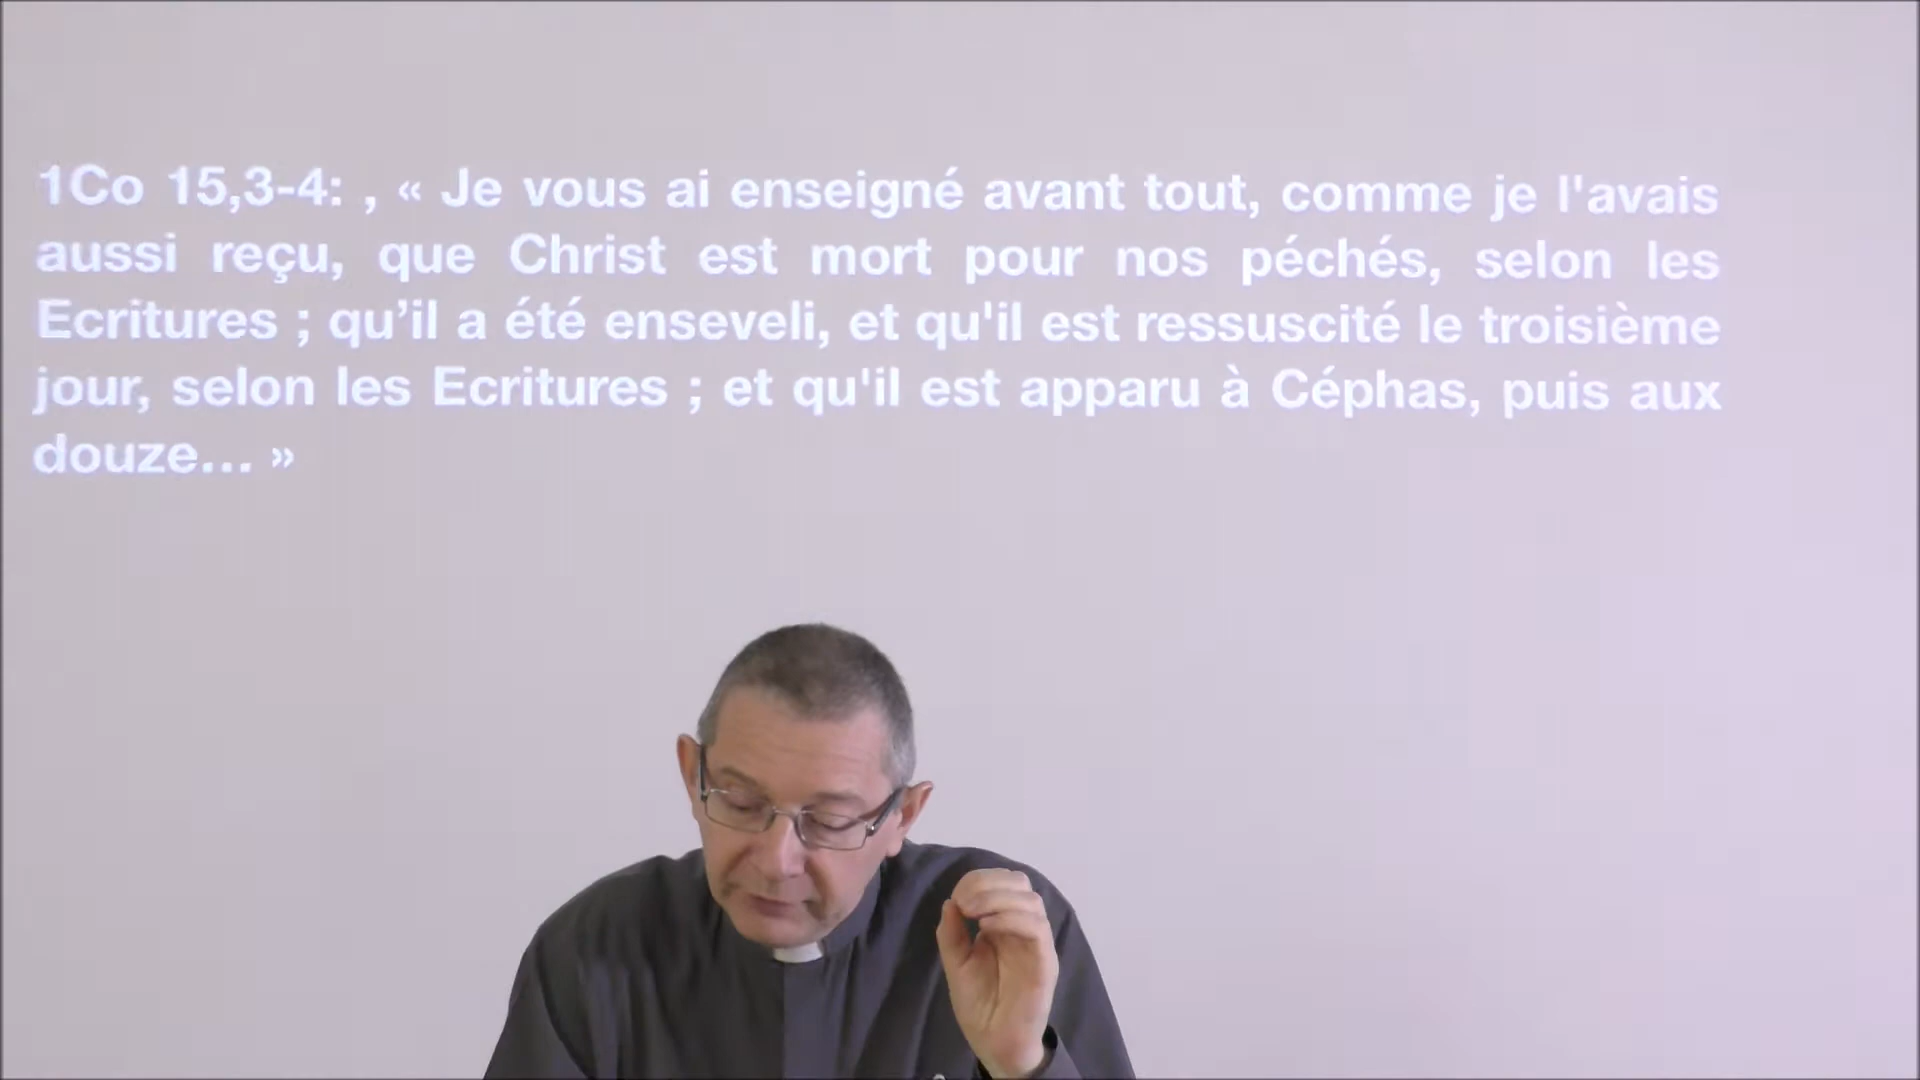 1Co 15,3-4: , « Je vous ai enseigné avant tout, comme je l'avais
aussi reçu, que Christ est mort pour nos péchés, selon les
Ecritures ; qu’il a été enseveli, et qu'il est ressuscité le troisième
jour, selon les Ecritures ; et qu'il est apparu à Céphas, puis aux
douze... »